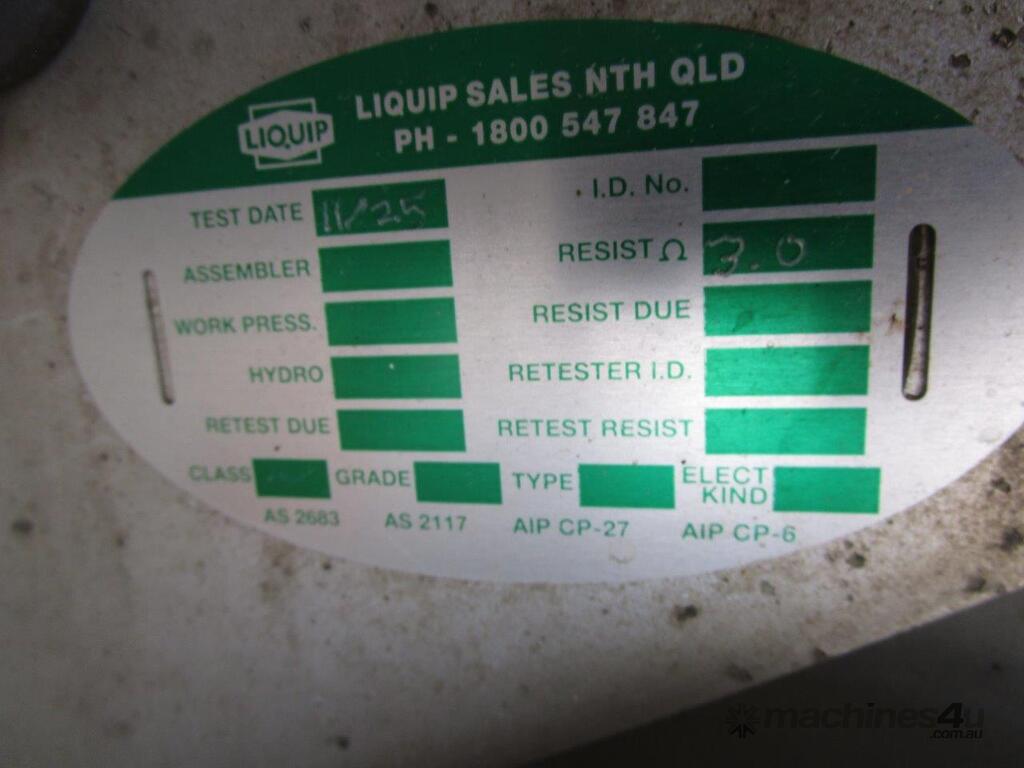 LIQUIP
LIQUIP SALES NTH QLD
PH - 1800 547 847
TEST DATE 11/25
ASSEMBLER
WORK PRESS.
HYDRO
RETEST DUE
I.D. No.
RESIST Ω 3.0
RESIST DUE
RETESTER I.D.
RETEST RESIST
CLASS GRADE TYPE ELECT KIND
AS 2683 AS 2117 AIP CP-27 AIP CP-6
machines4u
.com.au